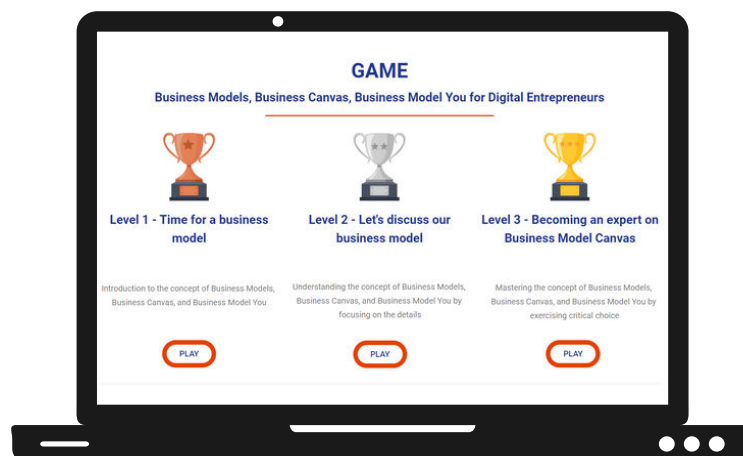 GAME
Business Models, Business Canvas, Business Model You for Digital Entrepreneurs
Level 1 - Time for a business
model
Introduction to the concept of Business Models,
Business Canvas, and Business Model You
PLAY
Level 2 - Let's discuss our
business model
Understanding the concept of Business Models,
Business Canvas, and Business Model You by
focusing on the details
PLAY
Level 3 - Becoming an expert on
Business Model Canvas
Mastering the concept of Business Models,
Business Canvas, and Business Model You by
exercising critical choice
PLAY